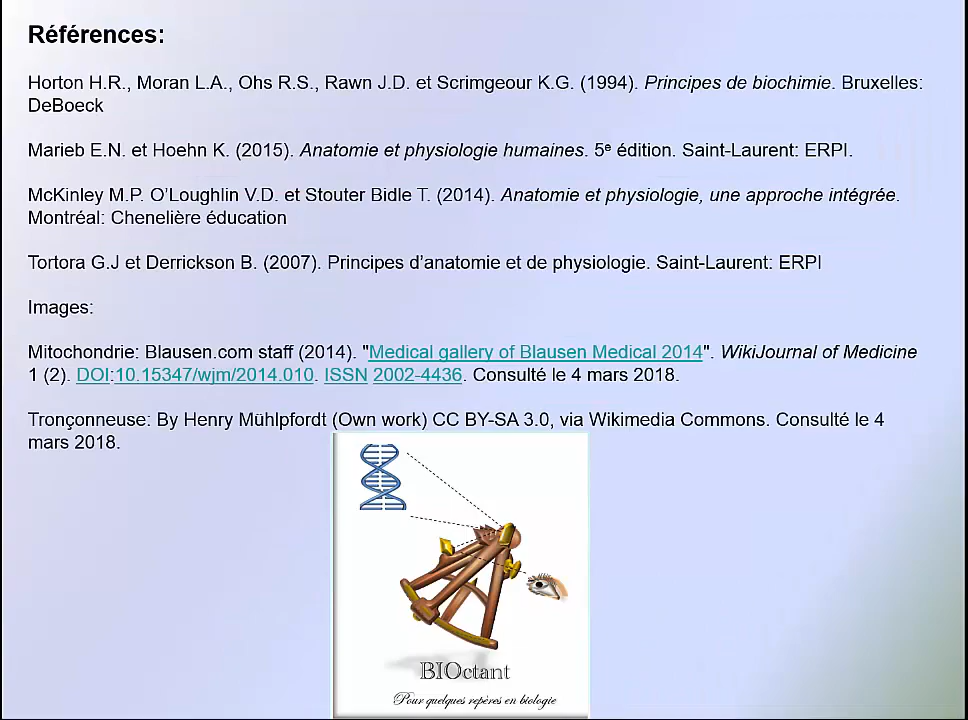 Références:
Horton H.R., Moran L.A., Ohs R.S., Rawn J.D. et Scrimgeour K.G. (1994). Principes de biochimie. Bruxelles:
DeBoeck
Marieb E.N. et Hoehn K. (2015). Anatomie et physiologie humaines. 5e édition. Saint-Laurent: ERPI.
McKinley M.P. O'Loughlin V.D. et Stouter Bidle T. (2014). Anatomie et physiologie, une approche intégrée.
Montréal: Chenelière éducation
Tortora G.J et Derrickson B. (2007). Principes d'anatomie et de physiologie. Saint-Laurent: ERPI
Images:
Mitochondrie: Blausen.com staff (2014). "Medical gallery of Blausen Medical 2014". WikiJournal of Medicine
1 (2). DOI:10.15347/wjm/2014.010. ISSN 2002-4436. Consulté le 4 mars 2018.
Tronçonneuse: By Henry Mühlpfordt (Own work) CC BY-SA 3.0, via Wikimedia Commons. Consulté le 4
mars 2018.
BIOctant
Pour quelques repères en biologie